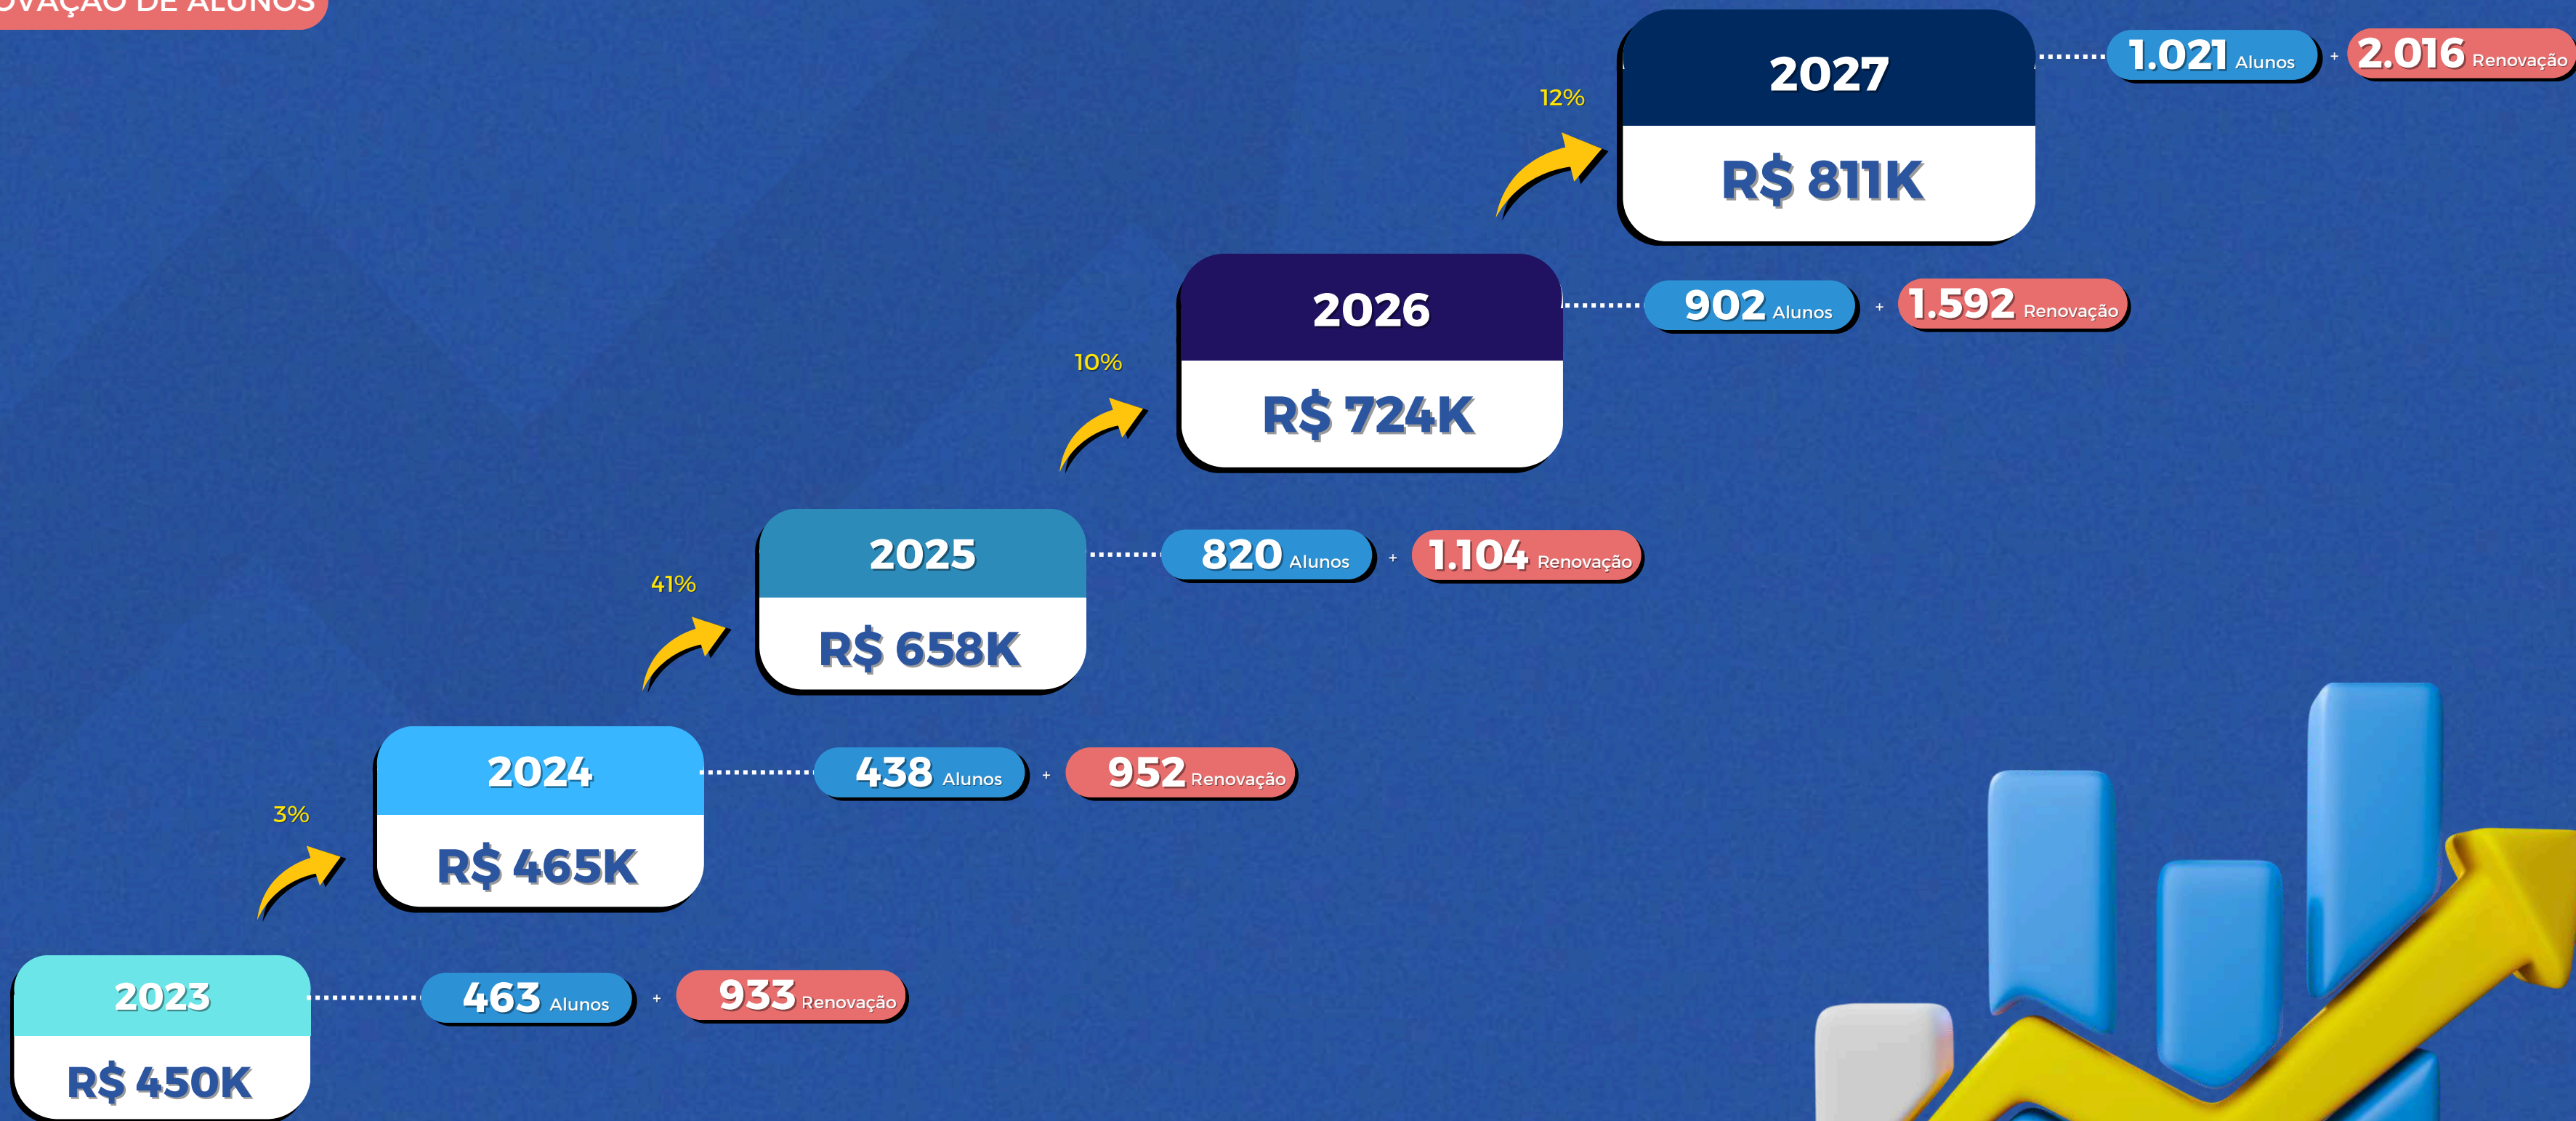 DE ALUNOS
2027
R$ 811K
1.021 Alunos + 2.016 Renovação
12%
2026
R$ 724K
902 Alunos + 1.592 Renovação
10%
2025
R$ 658K
820 Alunos + 1.104 Renovação
41%
2024
R$ 465K
438 Alunos + 952 Renovação
3%
2023
R$ 450K
463 Alunos + 933 Renovação